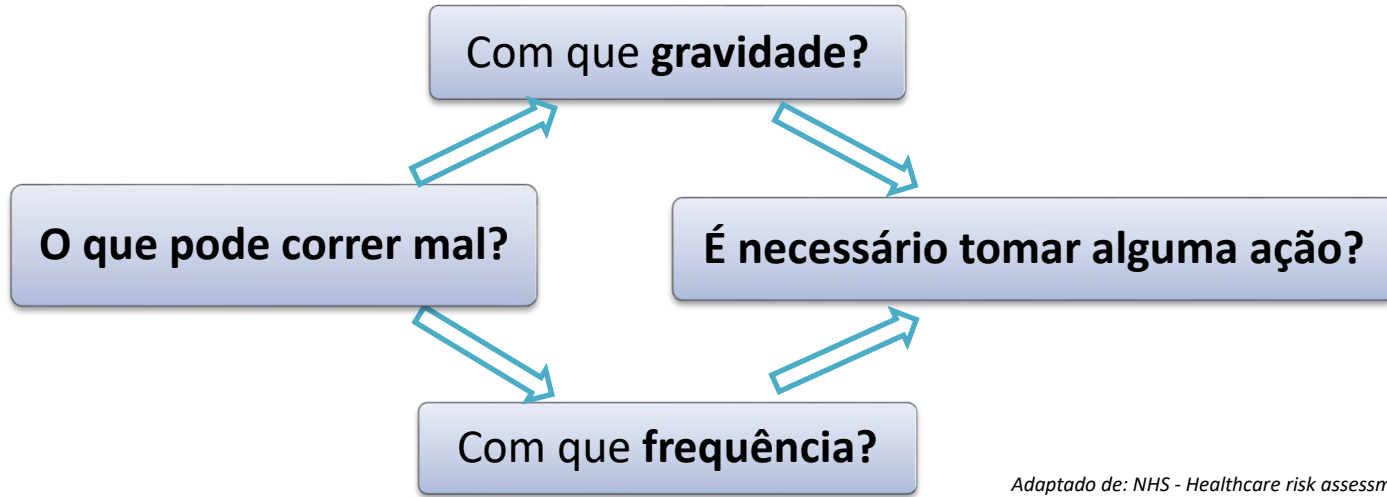 Com que gravidade?
O que pode correr mal?
É necessário tomar alguma ação?
Com que frequência?
Adaptado de: NHS - Healthcare risk